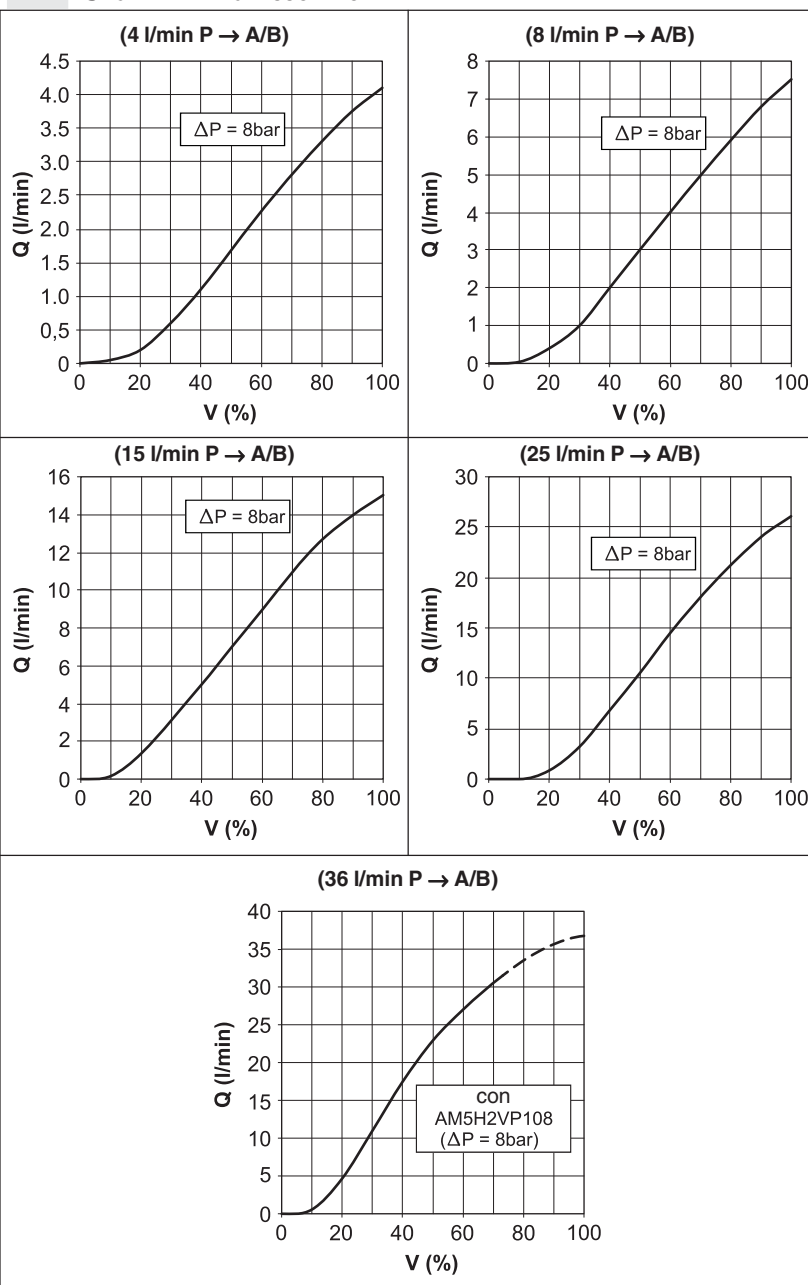 (4 l/min P → A/B)
4.5
4.0
3.5
3.0
2.5
2.0
1.5
1.0
0,5
0
ΔP = 8bar
Q (l/min)
0 20 40 60 80 100
V (%)
(8 l/min P → A/B)
8
7
6
5
4
3
2
1
0
ΔP = 8bar
Q (l/min)
0 20 40 60 80 100
V (%)
(15 l/min P → A/B)
16
14
12
10
8
6
4
2
0
ΔP = 8bar
Q (l/min)
0 20 40 60 80 100
V (%)
(25 l/min P → A/B)
30
25
20
15
10
5
0
ΔP = 8bar
Q (l/min)
0 20 40 60 80 100
V (%)
(36 l/min P → A/B)
40
35
30
25
20
15
10
5
0
con
AM5H2VP108
(ΔP = 8bar)
Q (l/min)
0 20 40 60 80 100
V (%)